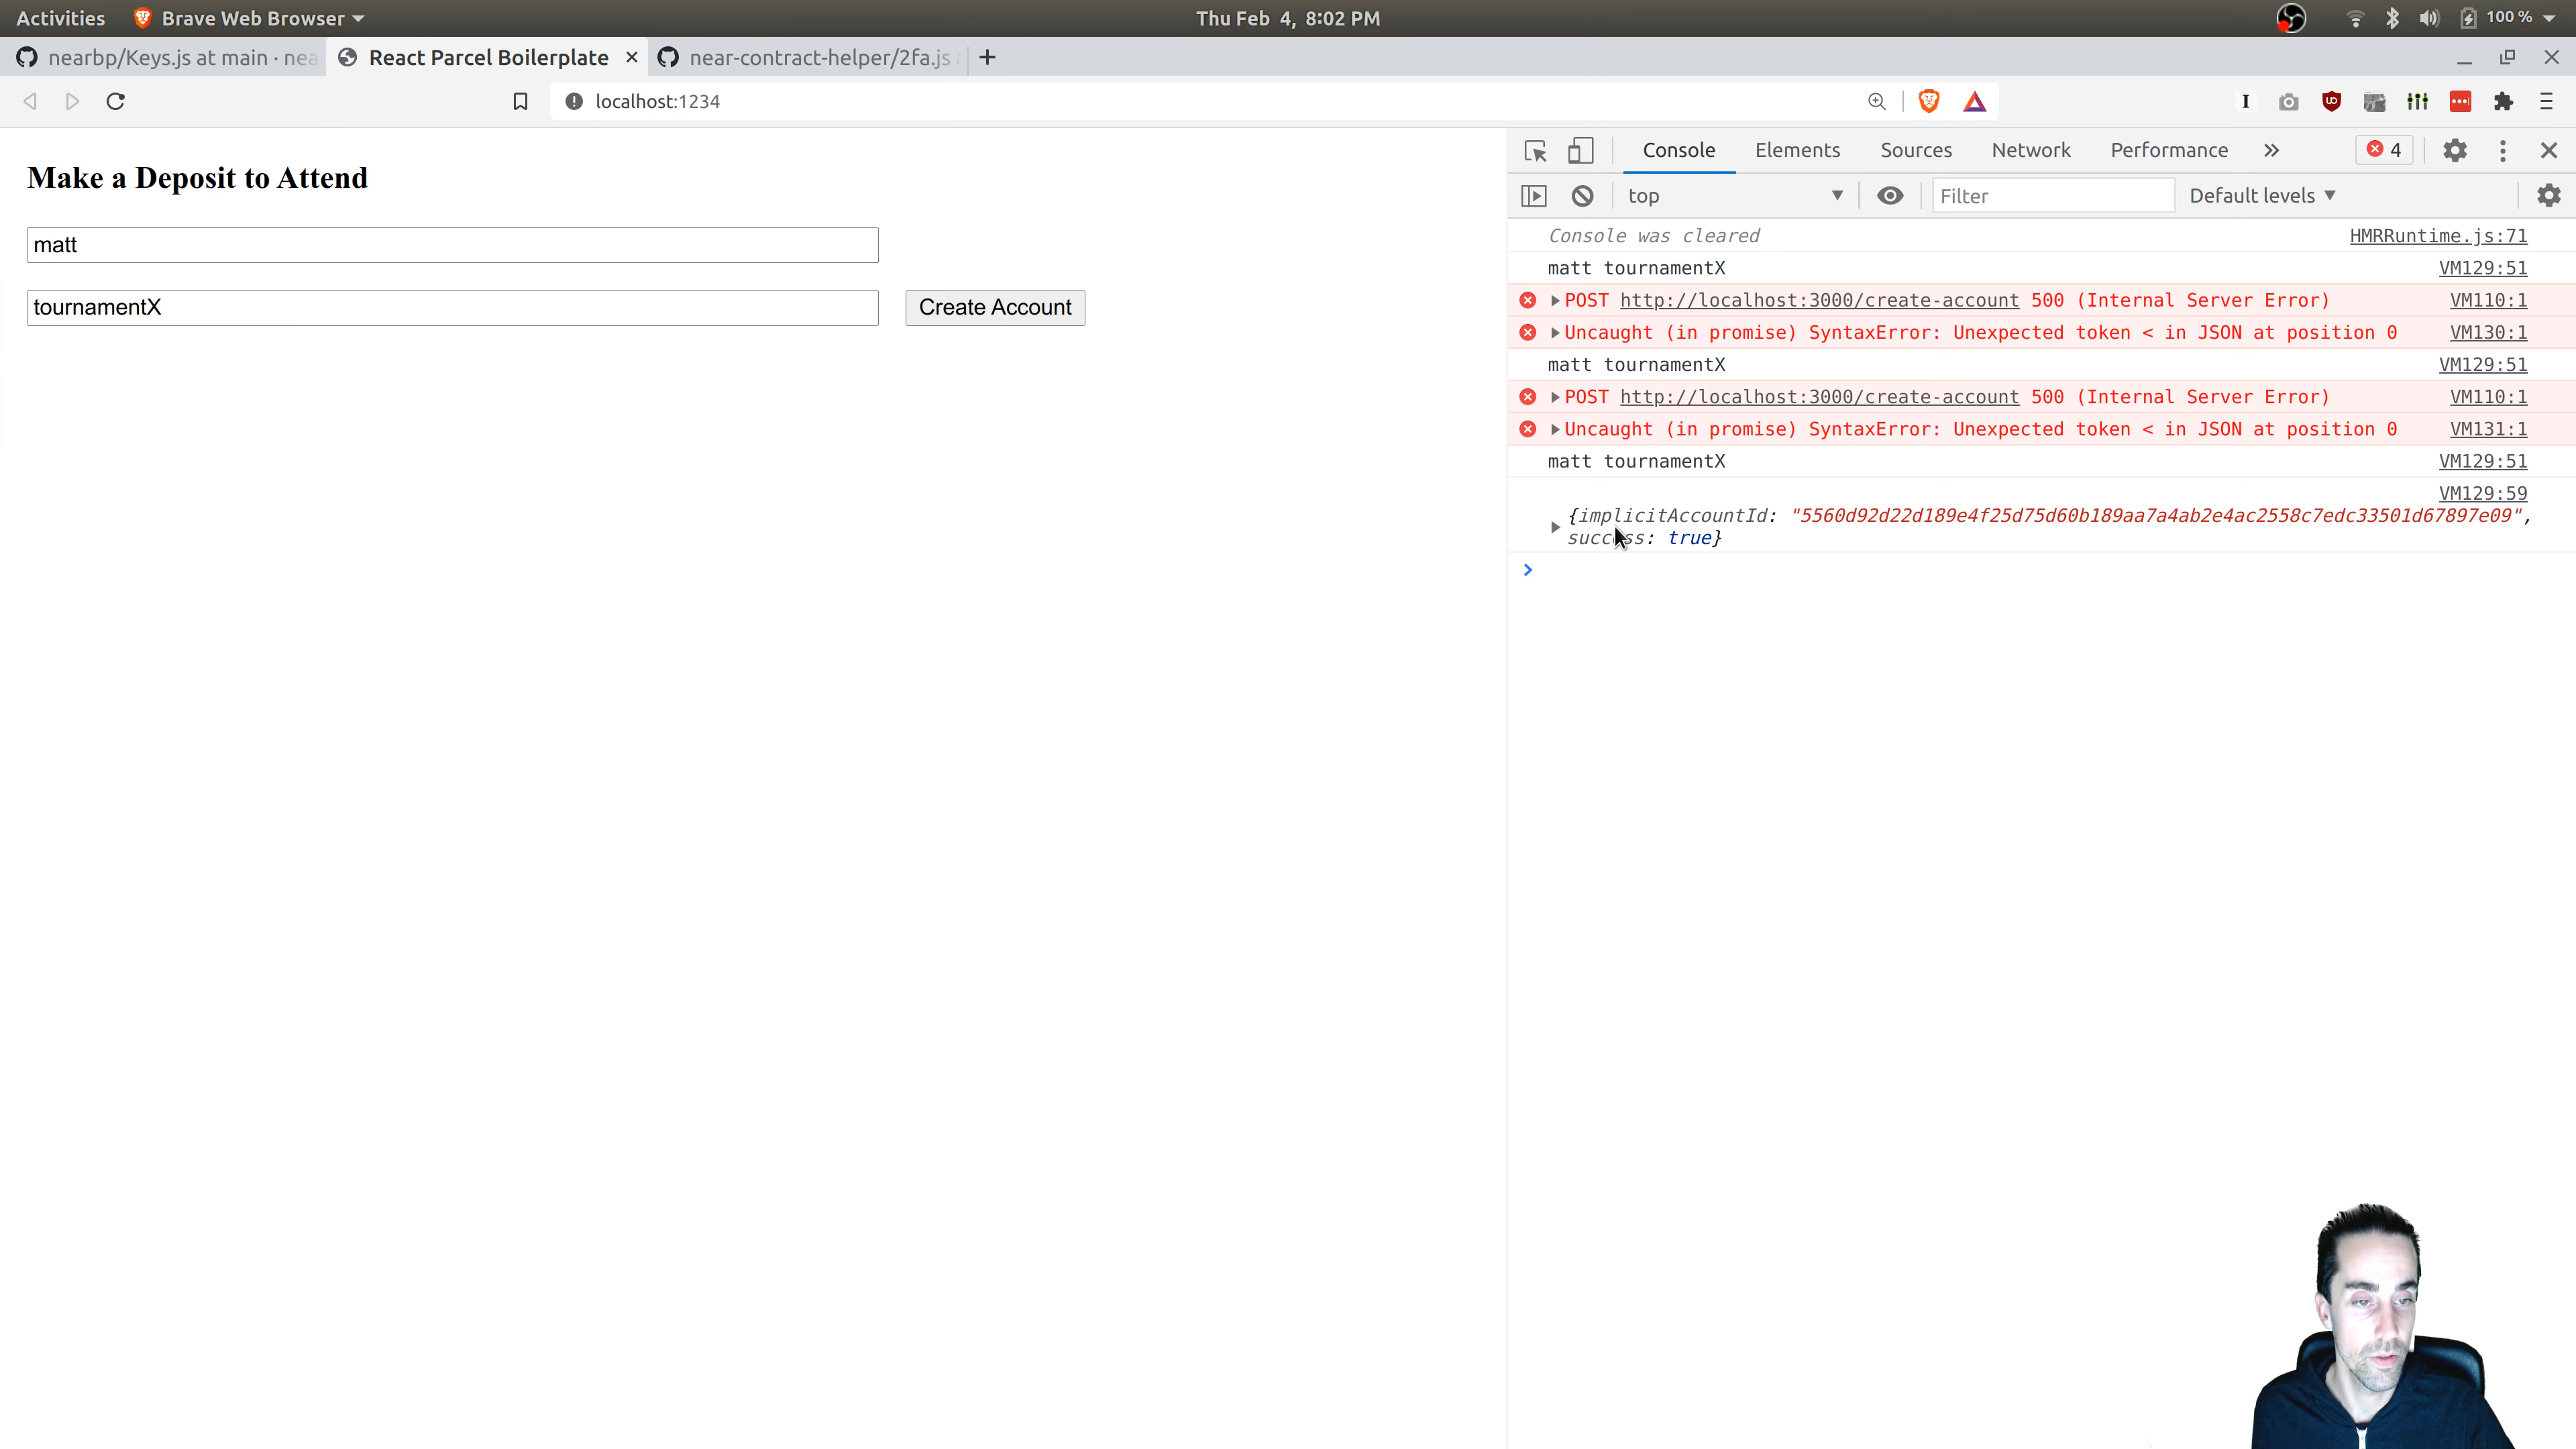 Activities Brave Web Browser Thu Feb 4, 8:02 PM 100 %
nearbp/Keys.js at main · nea React Parcel Boilerplate near-contract-helper/2fa.js
localhost:1234
Make a Deposit to Attend
matt
tournamentX Create Account
Console Elements Sources Network Performance 4
top Filter Default levels
Console was cleared HMRRuntime.js:71
matt tournamentX VM129:51
POST http://localhost:3000/create-account 500 (Internal Server Error) VM110:1
Uncaught (in promise) SyntaxError: Unexpected token < in JSON at position 0 VM130:1
matt tournamentX VM129:51
POST http://localhost:3000/create-account 500 (Internal Server Error) VM110:1
Uncaught (in promise) SyntaxError: Unexpected token < in JSON at position 0 VM131:1
matt tournamentX VM129:51
VM129:59
{implicitAccountId: "5560d92d22d189e4f25d75d60b189aa7a4ab2e4ac2558c7edc33501d67897e09",
success: true}